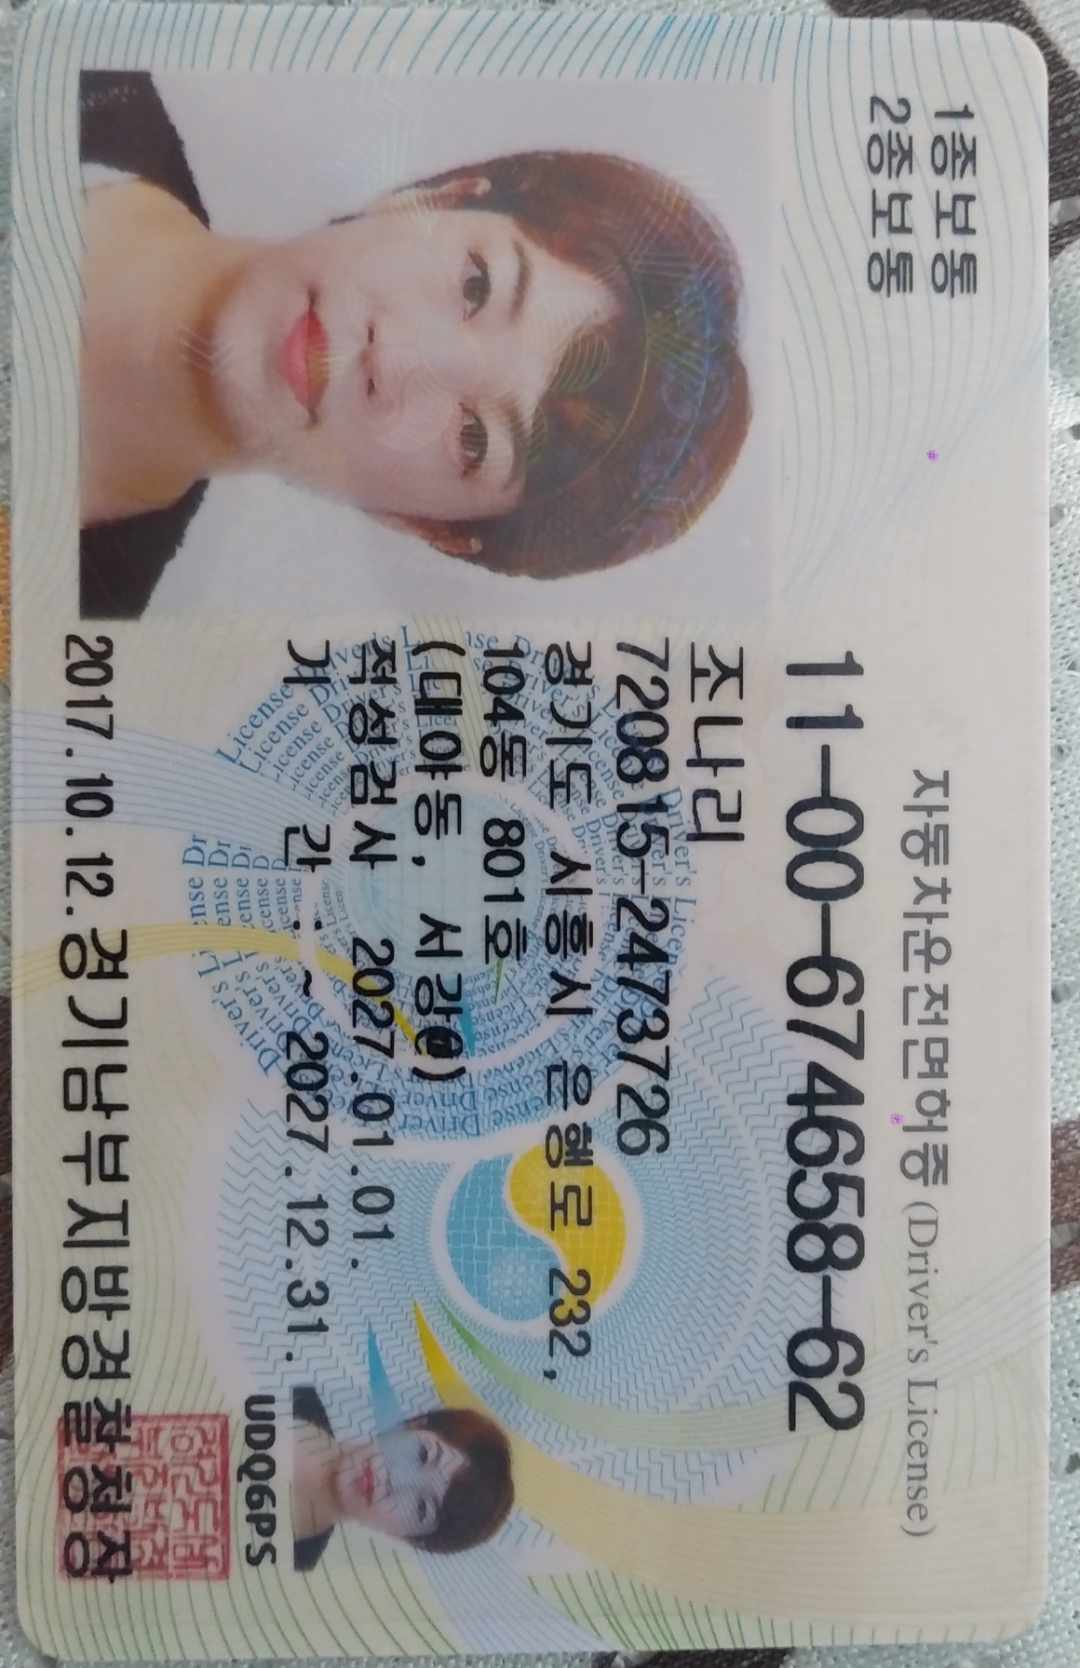 1종보통
2종보통
자동차운전면허증 (Driver's License)
11-00-674658-62
조나리
720815-2473726
경기도 시흥시 은행로 232,
104동 801호
(대야동,
적성검사 2027.01.01.
기 간 : ~ 2027.12.31.
UDQ6PS
2017.10.12.경기남부지방경찰청장